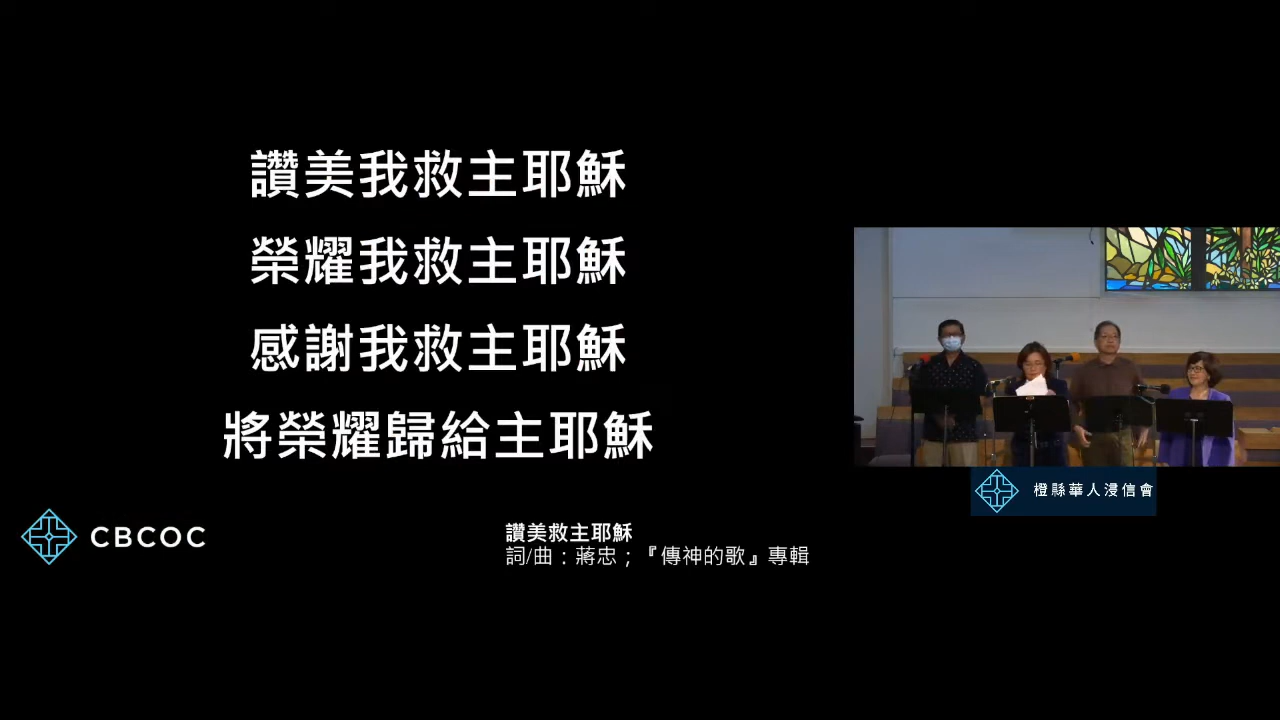 讚美我救主耶穌
榮耀我救主耶穌
感謝我救主耶穌
將榮耀歸給主耶穌
橙縣華人浸信會
CBCOC
讚美救主耶穌
詞/曲：蔣忠；『傳神的歌』專輯